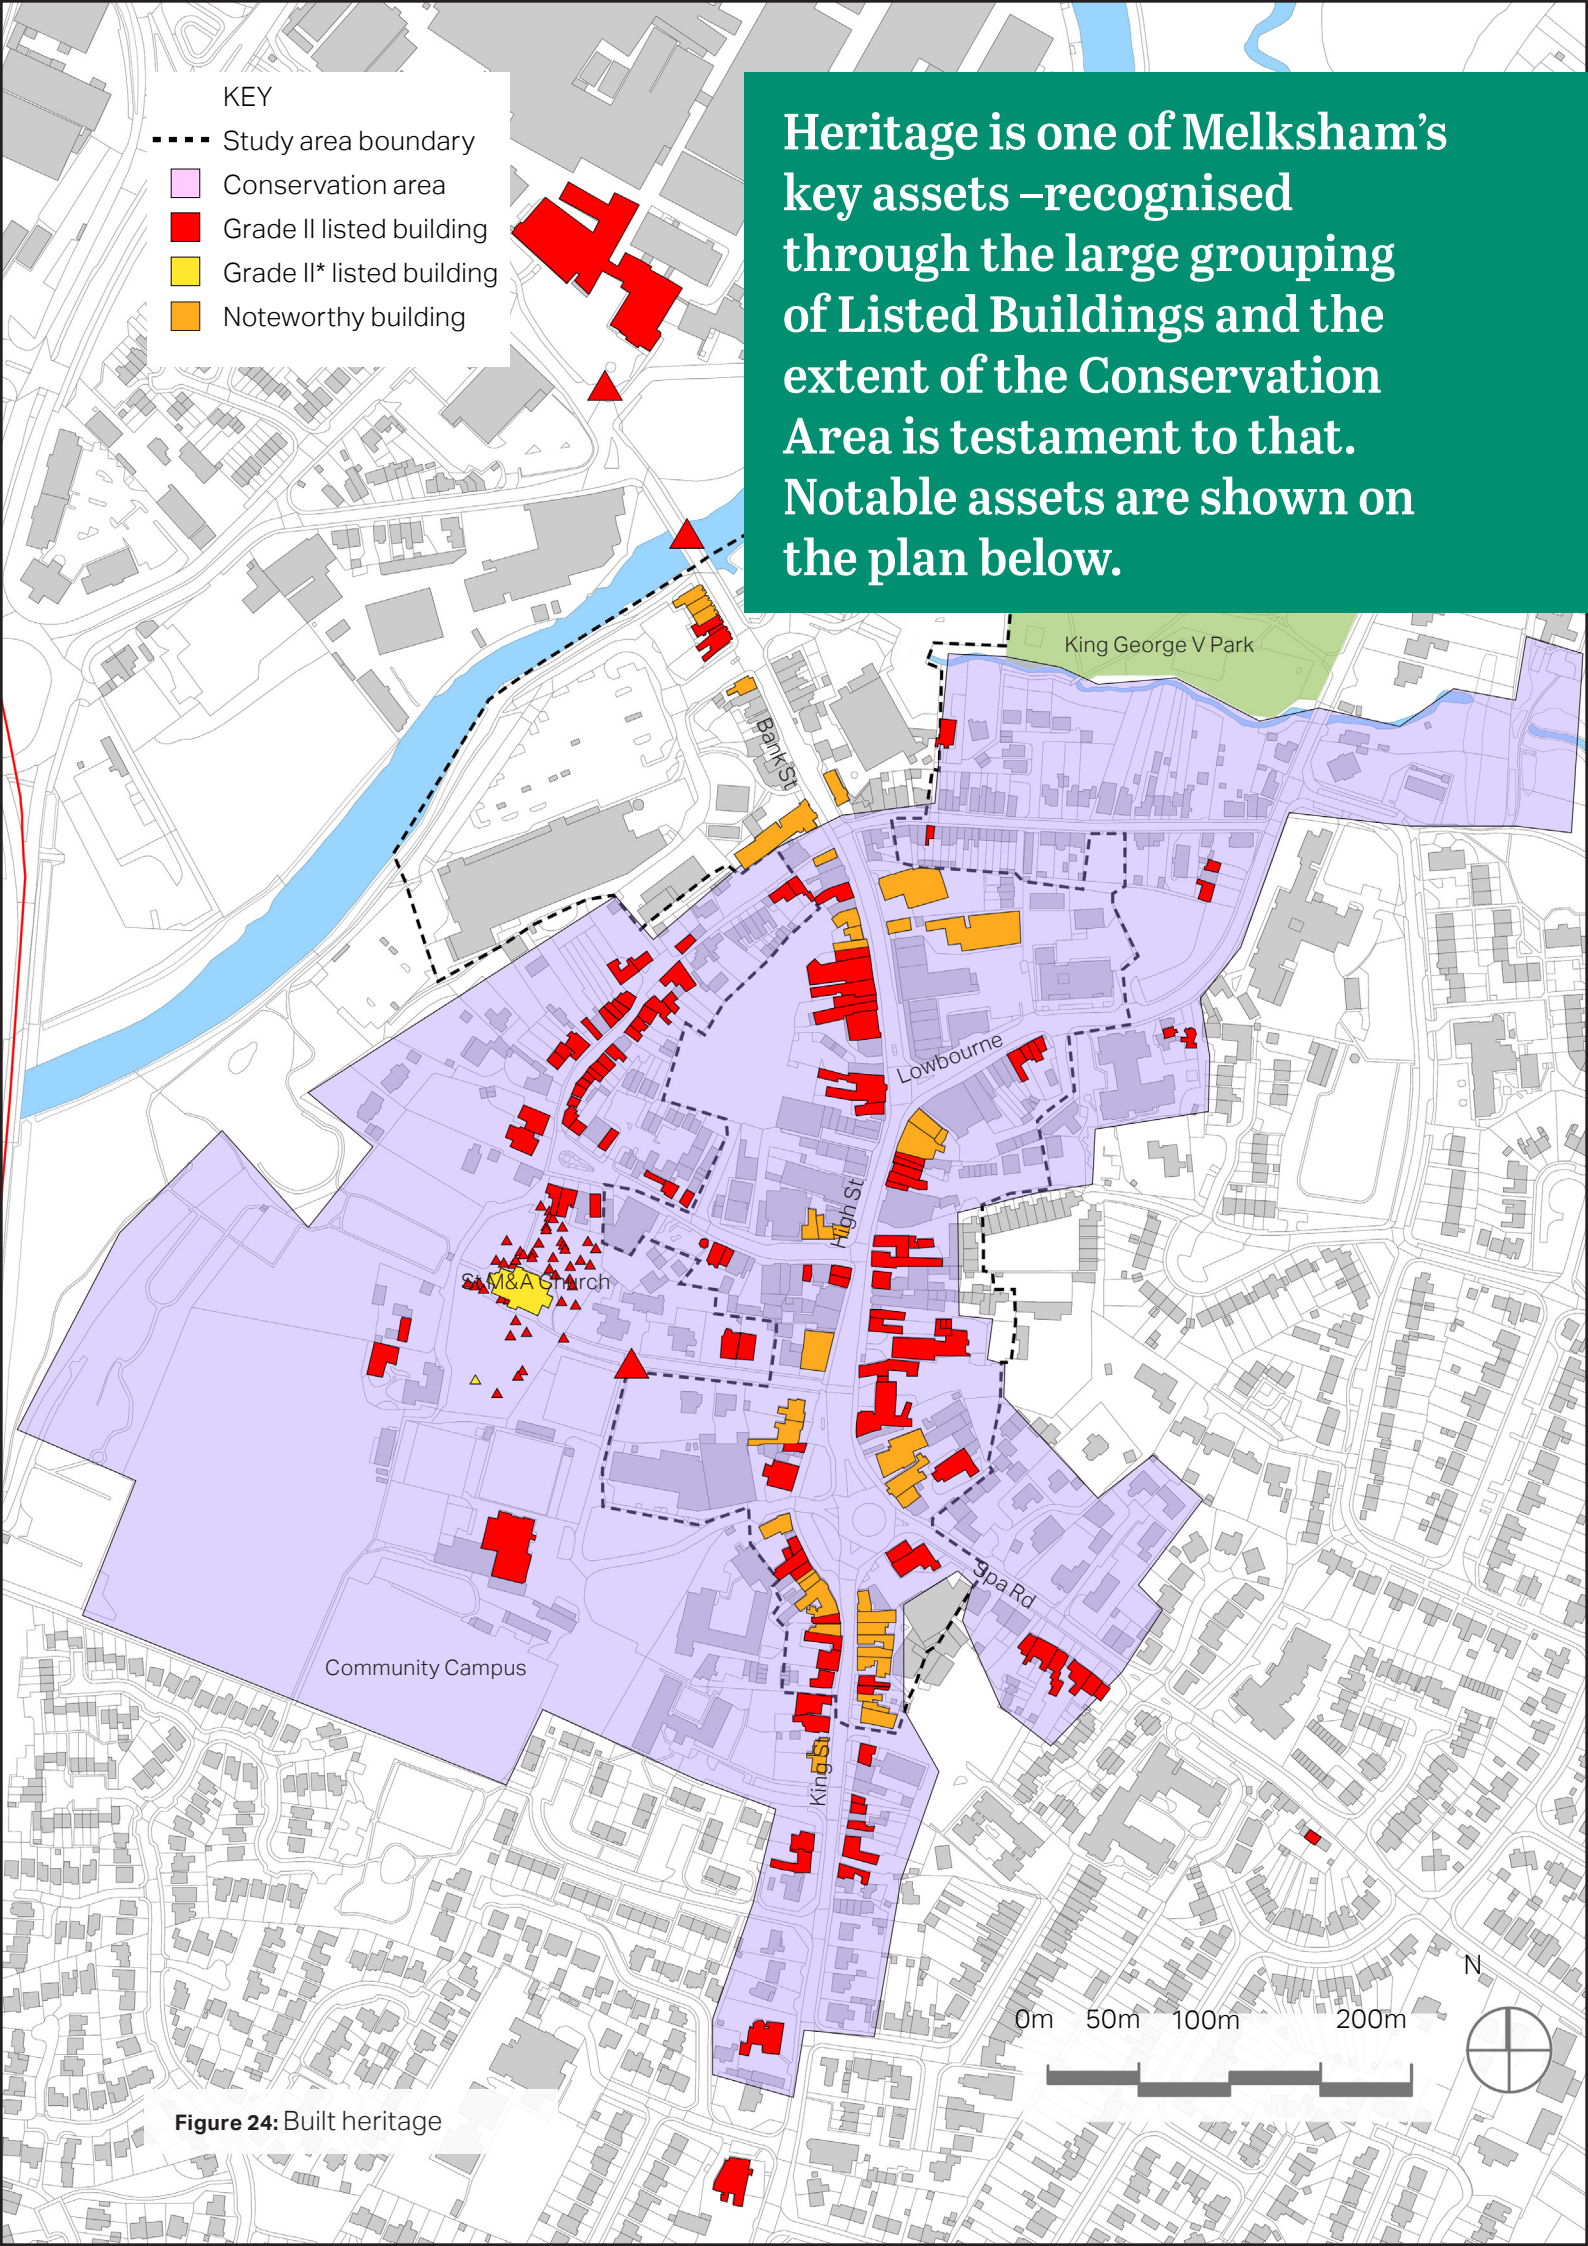 KEY
Study area boundary
Conservation area
Grade II listed building
Grade II* listed building
Noteworthy building
Heritage is one of Melksham’s
key assets –recognised
through the large grouping
of Listed Buildings and the
extent of the Conservation
Area is testament to that.
Notable assets are shown on
the plan below.
King George V Park
Bank St
Lowbourne
High St
St M&A Church
Spa Rd
Community Campus
King St
N
0m 50m 100m 200m
Figure 24: Built heritage